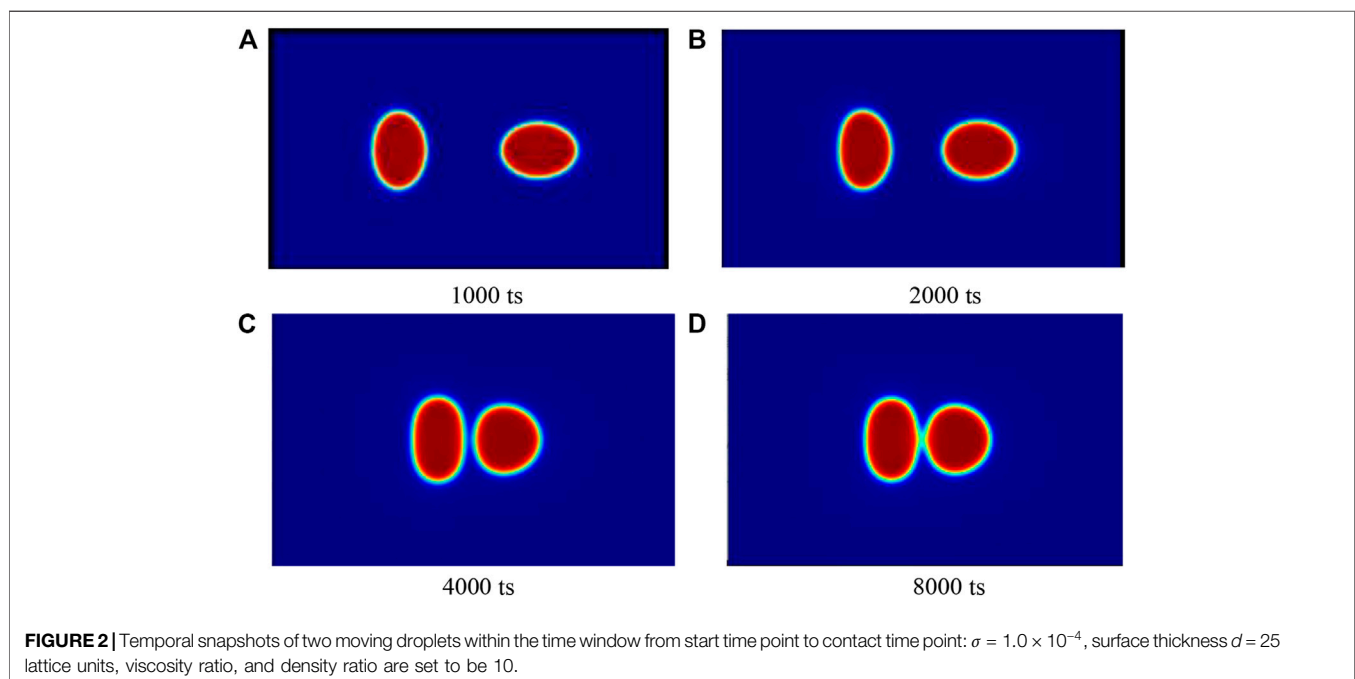 A
B
1000 ts
2000 ts
C
D
4000 ts
8000 ts
FIGURE 2 | Temporal snapshots of two moving droplets within the time window from start time point to contact time point: σ = 1.0 × 10⁻⁴, surface thickness d = 25
lattice units, viscosity ratio, and density ratio are set to be 10.